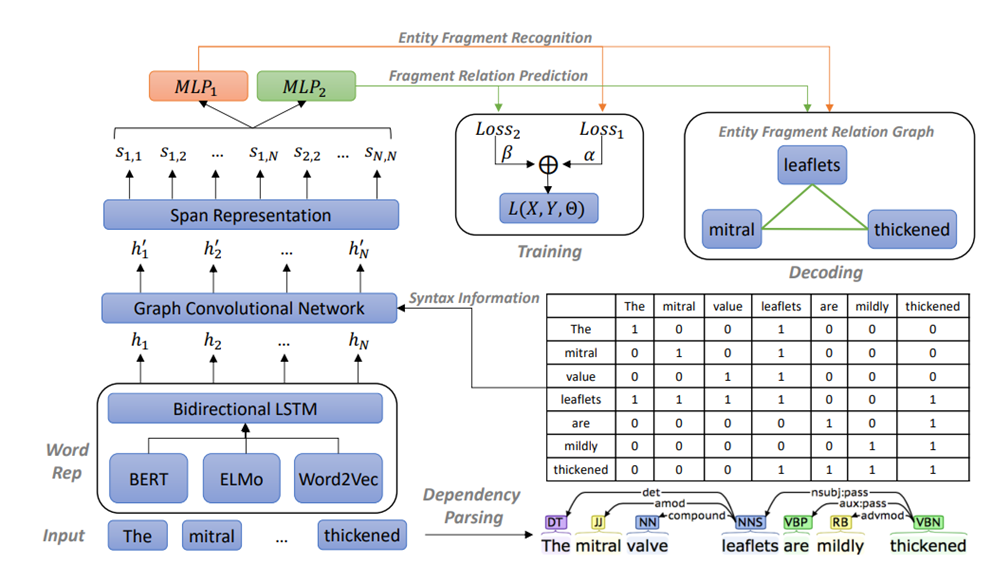 Entity Fragment Recognition
Fragment Relation Prediction
MLP₁ MLP₂
s₁,₁ s₁,₂ ... s₁,N s₂,₂ ... sN,N
Span Representation
h′₁ h′₂ ... h′N
Graph Convolutional Network
h₁ h₂ ... hN
Bidirectional LSTM
BERT ELMo Word2Vec
Word
Rep
Input The mitral ... thickened
Loss₂ Loss₁
β ⊕ α
L(X, Y, Θ)
Training
Entity Fragment Relation Graph
leaflets
mitral thickened
Decoding
Syntax Information
The mitral value leaflets are mildly thickened
The 1 0 0 1 0 0 0
mitral 0 1 0 1 0 0 0
value 0 0 1 1 0 0 0
leaflets 1 1 1 1 0 0 1
are 0 0 0 0 1 0 1
mildly 0 0 0 0 0 1 1
thickened 0 0 0 1 1 1 1
Dependency
Parsing
det nsubj:pass
amod aux:pass
compound advmod
DT JJ NN NNS VBP RB VBN
The mitral valve leaflets are mildly thickened